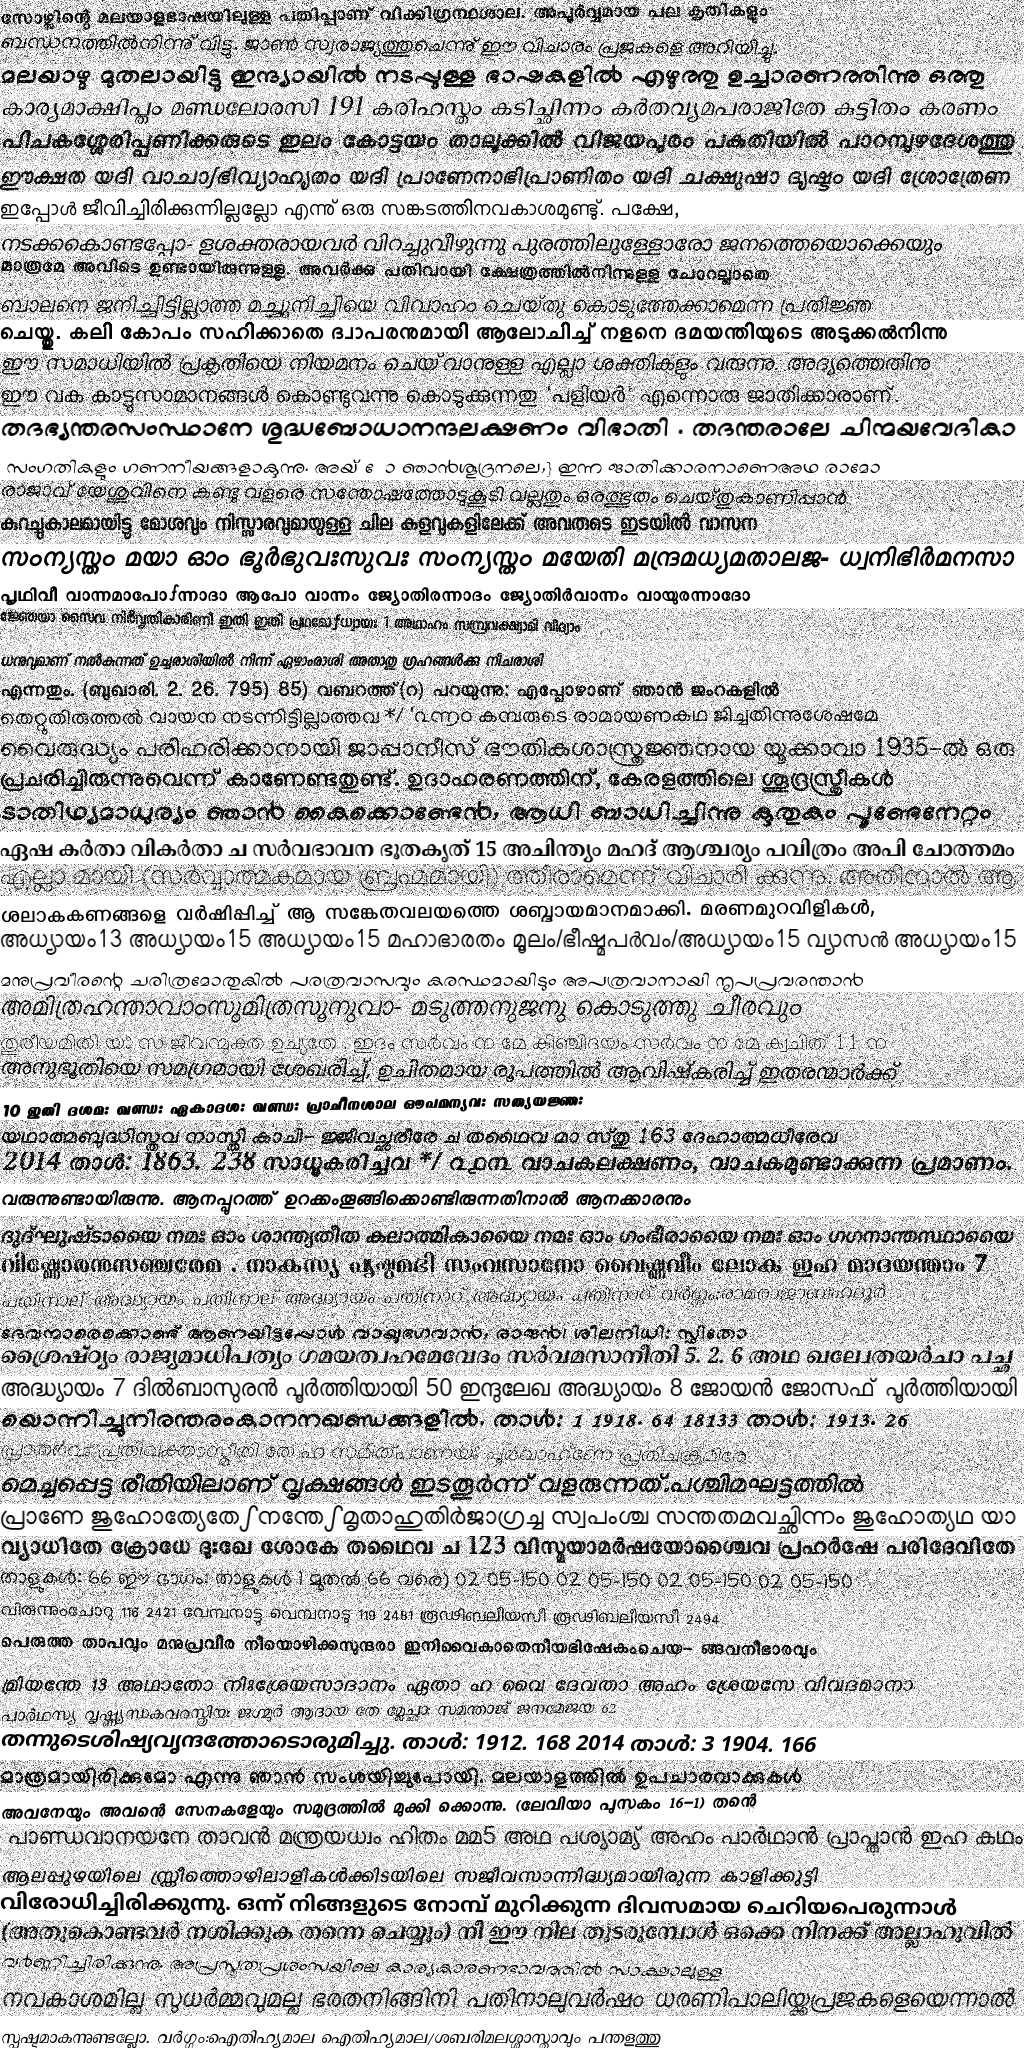 സോഴ്സിന്റെ മലയാളഭാഷയിലുള്ള പതിപ്പാണ് വിക്കിഗ്രന്ഥശാല. അപൂർവ്വമായ പല കൃതികളും
ബന്ധനത്തിൽനിന്നു് വിട്ടു. ജാൺ സ്വരാജ്യത്തുചെന്നു് ഈ വിചാരം പ്രജകളെ അറിയിച്ചു.
മലയാഴ്മ മുതലായിട്ടു ഇന്ദ്യായിൽ നടപ്പുള്ള ഭാഷകളിൽ എഴുത്തു ഉച്ചാരണത്തിന്നു ഒത്തു
കാര്യമാക്ഷിപ്തം മണ്ഡലോരസി 191 കരിഹസ്തം കടിച്ഛിന്നം കർതവ്യമപരാജിതേ കുട്ടിതം കരണം
പിടകശ്ശേരിപ്പണിക്കരുടെ ഇലം കോട്ടയം താലൂക്കിൽ വിജയപുരം പകുതിയിൽ പാറമ്പുഴദേശത്തു
ഈക്ഷത യദി വാചാഽഭിവ്യാഹൃതം യദി പ്രാണേനാഭിപ്രാണിതം യദി ചക്ഷുഷാ ദൃഷ്ടം യദി ശ്രോത്രേണ
ഇപ്പോൾ ജീവിച്ചിരിക്കുന്നില്ലല്ലോ എന്നു് ഒരു സങ്കടത്തിനവകാശമുണ്ടു്. പക്ഷേ,
നടക്കകൊണ്ടപ്പോ- ളശക്തരായവർ വിറച്ചുവീഴുന്നു പുരത്തിലുള്ളോരോ ജനത്തെയൊക്കെയും
മാത്രമേ അവിടെ ഉണ്ടായിരുന്നുള്ളൂ. അവർക്കു പതിവായി ക്ഷേത്രത്തിൽനിന്നുള്ള ചോറല്ലാതെ
ബാലനെ ജനിച്ചിട്ടില്ലാത്ത മച്ചുനിച്ചിയെ വിവാഹം ചെയ്തു കൊടുത്തേക്കാമെന്ന പ്രതിജ്ഞ
ചെയ്തു. കലി കോപം സഹിക്കാതെ ദ്വാപരനുമായി ആലോചിച്ച് നളനെ ദമയന്തിയുടെ അടുക്കൽനിന്നു
ഈ സമാധിയിൽ പ്രകൃതിയെ നിയമനം ചെയ്‌വാനുള്ള എല്ലാ ശക്തികളും വരുന്നു. അദ്യത്തെതിനു
ഈ വക കാട്ടുസാമാനങ്ങൾ കൊണ്ടുവന്നു കൊടുക്കുന്നതു 'പളിയർ' എന്നൊരു ജാതിക്കാരാണ്.
തദഭ്യന്തരസംസ്ഥാനേ ശുദ്ധബോധാനന്ദലക്ഷണം വിഭാതി . തദന്തരാലേ ചിന്മയവേദികാ
സംഗതികളും ഗണനീയങ്ങളാകുന്നു. അയ് ഞാൻശൂദ്രനലെ,} ഇന്ന ജാതിക്കാരനാണെഅഥ രാമോ
രാജാവ് യേശുവിനെ കണ്ടു വളരെ സന്തോഷത്തോടുകൂടി വല്ലതും ഒരത്ഭുതം ചെയ്തുകാണിപ്പാൻ
കുറച്ചുകാലമായിട്ടു മോശവും നിസ്സാരവുമായുള്ള ചില കളവുകളിലേക്ക് അവരുടെ ഇടയിൽ വാസന
സംന്യസ്തം മയാ ഓം ഭൂർഭുവഃസുവഃ സംന്യസ്തം മയേതി മന്ദ്രമധ്യമതാലജ- ധ്വനിഭിർമനസാ
പൃഥിവീ വാന്നമാപോഽന്നാദാ ആപോ വാന്നം ജ്യോതിരന്നാദം ജ്യോതിർവാന്നം വായുരന്നാദോ
ജ്ഞേയാ സൈവ നിർവൃതികാരിണീ ഇതി ഇതി പ്രഥമോഽധ്യായഃ 1 അഥാഹം സമ്പ്രവക്ഷ്യാമി വിദ്യാം
ധനുവുമാണ് നൽകുന്നത് ഉച്ചരാശിയിൽ നിന്ന് ഏഴാംരാശി അതാതു ഗ്രഹങ്ങൾക്കു നീചരാശി
എന്നതും. (ബുഖാരി. 2. 26. 795) 85) വബറത്ത്(റ) പറയുന്നു: എപ്പോഴാണ് ഞാൻ ജംറകളിൽ
തെറ്റുതിരുത്തൽ വായന നടന്നിട്ടില്ലാത്തവ */ '൨൬൦ കമ്പരുടെ രാമായണകഥ ജിച്ചതിന്നുശേഷമേ
വൈരുദ്ധ്യം പരിഹരിക്കാനായി ജാപ്പാനീസ് ഭൗതികശാസ്ത്രജ്ഞനായ യൂക്കാവാ 1935-ൽ ഒരു
പ്രചരിച്ചിരുന്നുവെന്ന് കാണേണ്ടതുണ്ട്. ഉദാഹരണത്തിന്, കേരളത്തിലെ ശൂദ്രസ്ത്രീകൾ
ടാതിഥ്യമാധുര്യം ഞാൻ കൈക്കൊണ്ടേൻ, ആധി ബാധിച്ചിന്നു കൃതുകം പൂണ്ടേനേറ്റം
ഏഷ കർതാ വികർതാ ച സർവഭാവന ഭൂതകൃത് 15 അചിന്ത്യം മഹദ് ആശ്ചര്യം പവിത്രം അപി ചോത്തമം
എല്ലാ മായി (സർവ്വാത്മകമായ ബ്രഹ്മമായി) ത്തീരാമെന്ന് വിചാരി ക്കുന്നു. അതിനാൽ ആ
ശലാകകണങ്ങളെ വർഷിപ്പിച്ച് ആ സങ്കേതവലയത്തെ ശബ്ദായമാനമാക്കി. മരണമുറവിളികൾ,
അധ്യായം13 അധ്യായം15 അധ്യായം15 മഹാഭാരതം മൂലം/ഭീഷ്മപർവം/അധ്യായം15 വ്യാസൻ അധ്യായം15
മനുപ്രവീരന്റെ ചരിത്രമോതുകിൽ പരത്രവാസവും കരസ്ഥമായിടും അപത്രവാനായി നൃപപ്രവരന്താൻ
അമിത്രഹന്താവാംസുമിത്രസൂനുവാ- മടുത്തനുജനു കൊടുത്തു ചീരവും
തുരീയമിതി യാ സ ജീവന്മുക്ത ഉച്യതേ . ഇദം സർവം ന മേ കിഞ്ചിദയം സർവം ന മേ ക്വചിത് 11 ന
അനുഭൂതിയെ സമഗ്രമായി ശേഖരിച്ച്, ഉചിതമായ രൂപത്തിൽ ആവിഷ്കരിച്ച് ഇതരന്മാർക്ക്
10 ഇതി ദശമഃ ഖണ്ഡഃ ഏകാദശഃ ഖണ്ഡഃ പ്രാചീനശാല ഔപമന്യവഃ സത്യയജ്ഞഃ
യഥാത്മബുദ്ധിസ്തവ നാസ്തി കാചി- ജ്ജീവച്ഛരീരേ ച തഥൈവ മാ സ്തു 163 ദേഹാത്മധീരേവ
2014 താൾ: 1863. 238 സാധൂകരിച്ചവ */ ൨൧൩ വാചകലക്ഷണം, വാചകമുണ്ടാക്കുന്ന പ്രമാണം.
വരുന്നുണ്ടായിരുന്നു. ആനപ്പുറത്ത് ഉറക്കംതൂങ്ങിക്കൊണ്ടിരുന്നതിനാൽ ആനക്കാരനും
ദുദ്ഘുഷ്ടായൈ നമഃ ഓം ശാന്ത്യതീത കലാത്മികായൈ നമഃ ഓം ഗംഭീരായൈ നമഃ ഓം ഗഗനാന്തസ്ഥായൈ
വിഷ്ണോരനുസഞ്ചരേമ . നാകസ്യ പൃഷ്ഠമഭി സംവസാനോ വൈഷ്ണവീം ലോക ഇഹ മാദയന്താം 7
പതിനാല് അദ്ധ്യായം പതിനാല് അദ്ധ്യായം പതിനാറ് അദ്ധ്യായം പതിനാറ് വർഗ്ഗം:രാമരാജാബഹദൂർ
ദേവന്മാരെക്കൊണ്ട് ആണയിട്ടപ്പോൾ വായുഭഗവാൻ, രാജൻ! ശിലനിധി: സ്മിതോ
ശ്രൈഷ്ഠ്യം രാജ്യമാധിപത്യം ഗമയത്വഹമേവേദം സർവമസാനീതി 5. 2. 6 അഥ ഖല്വേതയർചാ പച്ഛ
അദ്ധ്യായം 7 ദിൽബാസുരൻ പൂർത്തിയായി 50 ഇന്ദുലേഖ അദ്ധ്യായം 8 ജോയൻ ജോസഫ് പൂർത്തിയായി
യൊന്നിച്ചുനിരന്തരംകാനനഖണ്ഡങ്ങളിൽ, താൾ: 1 1918. 64 18133 താൾ: 1913. 26
മെച്ചപ്പെട്ട രീതിയിലാണ് വൃക്ഷങ്ങൾ ഇടതൂർന്ന് വളരുന്നത്.പശ്ചിമഘട്ടത്തിൽ
പ്രാണേ ജുഹോത്യേതേഽനന്തേഽമൃതാഹുതിർജാഗ്രച്ച സ്വപംശ്ച സന്തതമവച്ഛിന്നം ജുഹോത്യഥ യാ
വ്യാധിതേ ക്രോധേ ദുഃഖേ ശോകേ തഥൈവ ച 123 വിസ്മയാമർഷയോശ്ചൈവ പ്രഹർഷേ പരിദേവിതേ
താളുകൾ: 66 ഈ ഭാഗം: താളുകൾ 1 മുതൽ 66 വരെ) 02 05-150 02 05-150 02 05-150 02 05-150
വിരുന്നുംചോറു 118 2421 വേമ്പനാട്ടു വെമ്പനാട്ടു 119 2481 ത്രൂഢിബലിയസീ ത്രൂഢിബലിയസീ 2494
പെരുത്ത താപവും മനുപ്രവീര നീയൊഴിക്കസുന്ദരാ ഇനിവൈകാതെനീയഭിഷേകംചെയ- ങ്ങവനീഭാരവും
മ്രിയന്തേ 13 അഥാതോ നിഃശ്രേയസാദാനം ഏതാ ഹ വൈ ദേവതാ അഹം ശ്രേയസേ വിവദമാനാ
പാർഥസ്യ വൃഷ്ണ്യന്ധകവരസ്ത്രിയഃ ജഗ്മുർ ആദായ തേ മ്ലേച്ഛാഃ സമന്താജ് ജനമേജയ 62
തന്നുടെശിഷ്യവൃന്ദത്തോടൊരുമിച്ചു. താൾ: 1912. 168 2014 താൾ: 3 1904. 166
മാത്രമായിരിക്കുമോ എന്നു ഞാൻ സംശയിച്ചുപോയി. മലയാളത്തിൽ ഉപചാരവാക്കുകൾ
അവനേയും അവന്റെ സേനകളേയും സമുദ്രത്തിൽ മുക്കി ക്കൊന്നു. (ലേവിയാ പുസ്തകം 16-1) തന്റെ
പാണ്ഡവാനയനേ താവൻ മന്ത്രയധ്വം ഹിതം മമ5 അഥ പശ്യാമ്യ് അഹം പാർഥാൻ പ്രാപ്താൻ ഇഹ കഥം
ആലപ്പുഴയിലെ സ്ത്രീത്തൊഴിലാളികൾക്കിടയിലെ സജീവസാന്നിദ്ധ്യമായിരുന്ന കാളിക്കുട്ടി
വിരോധിച്ചിരിക്കുന്നു. ഒന്ന് നിങ്ങളുടെ നോമ്പ് മുറിക്കുന്ന ദിവസമായ ചെറിയപെരുന്നാൾ
(അതുകൊണ്ടവർ നശിക്കുക തന്നെ ചെയ്യും) നീ ഈ നില തുടരുമ്പോൾ ഒക്കെ നിനക്ക് അല്ലാഹുവിൽ
വർണ്ണിച്ചിരിക്കുന്നു. അപ്രസ്തുതപ്രശംസയിലെ കാര്യകാരണഭാവത്തിൽ സാക്ഷാലുള്ള
നവകാശമില്ല സുധർമ്മവുമല്ല ഭരതനിങ്ങിനി പതിനാലുവർഷം ധരണിപാലിയ്ക്കുപ്രജകളെയെന്നാൽ
സ്പഷ്ടമാകുന്നുണ്ടല്ലോ. വർഗ്ഗം:ഐതിഹ്യമാല ഐതിഹ്യമാല/ശബരിമലശ്ശാസ്താവും പന്തളത്തു